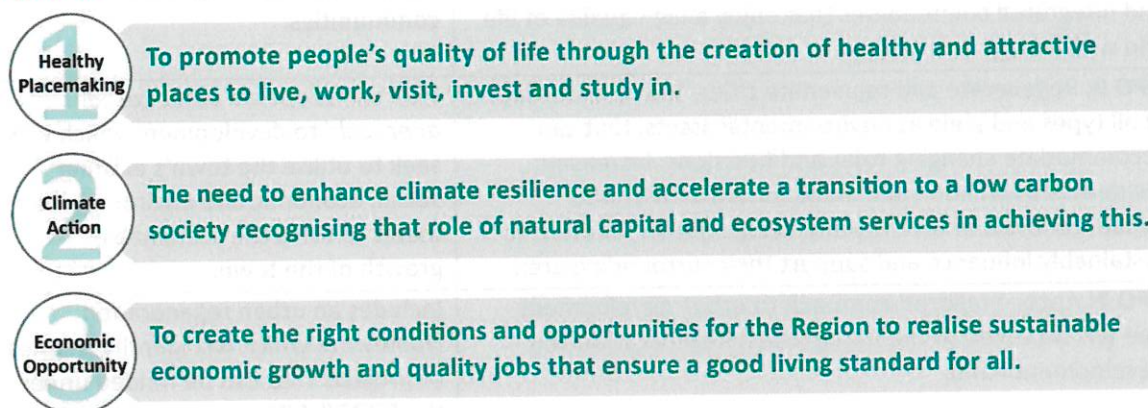 1
Healthy
Placemaking
To promote people's quality of life through the creation of healthy and attractive
places to live, work, visit, invest and study in.
2
Climate
Action
The need to enhance climate resilience and accelerate a transition to a low carbon
society recognising that role of natural capital and ecosystem services in achieving this.
3
Economic
Opportunity
To create the right conditions and opportunities for the Region to realise sustainable
economic growth and quality jobs that ensure a good living standard for all.